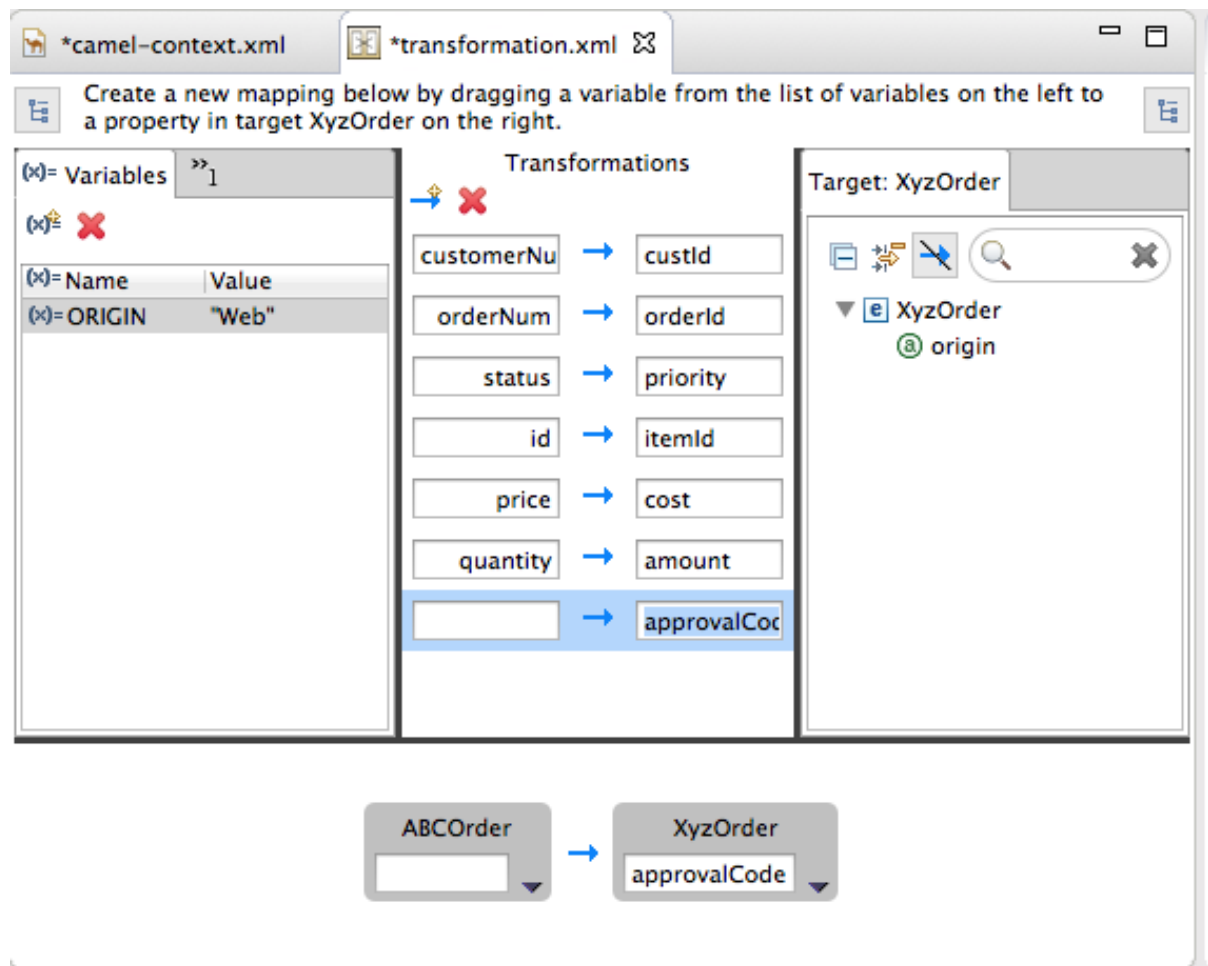 *camel-context.xml
*transformation.xml
Create a new mapping below by dragging a variable from the list of variables on the left to
a property in target XyzOrder on the right.
(x)= Variables
»1
(x)=
(x)= Name Value
(x)= ORIGIN "Web"
Transformations
customerNu custId
orderNum orderId
status priority
id itemId
price cost
quantity amount
approvalCod
Target: XyzOrder
e XyzOrder
a origin
ABCOrder
XyzOrder
approvalCode